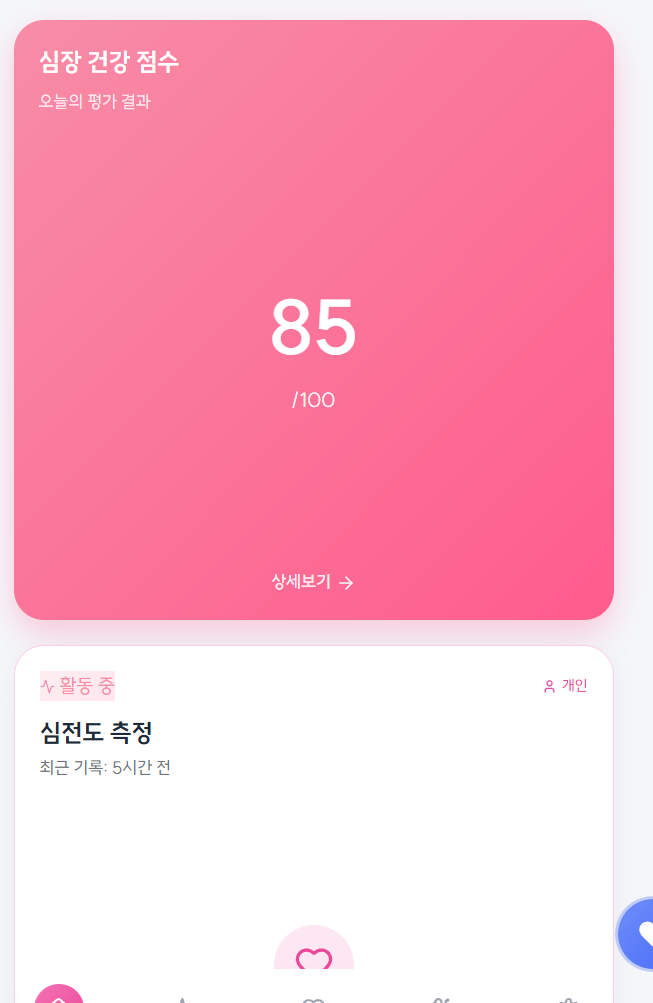 심장 건강 점수
오늘의 평가 결과
85
/100
상세보기 →
활동 중
개인
심전도 측정
최근 기록: 5시간 전